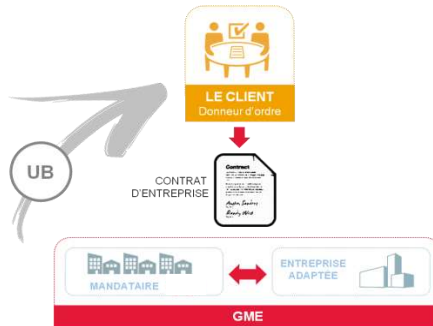 LE CLIENT
Donneur d'ordre
UB
CONTRAT
D'ENTREPRISE
Contract
MANDATAIRE
ENTREPRISE
ADAPTÉE
GME